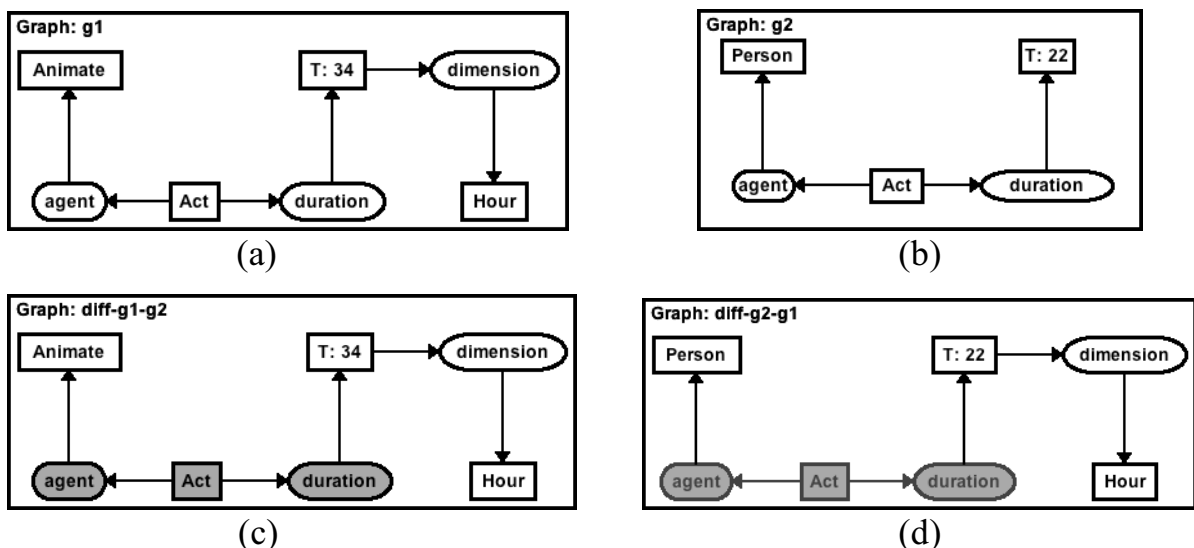 Graph: g1
Animate
T: 34
dimension
agent
Act
duration
Hour
(a)
Graph: g2
Person
T: 22
agent
Act
duration
(b)
Graph: diff-g1-g2
Animate
T: 34
dimension
agent
Act
duration
Hour
(c)
Graph: diff-g2-g1
Person
T: 22
dimension
agent
Act
duration
Hour
(d)